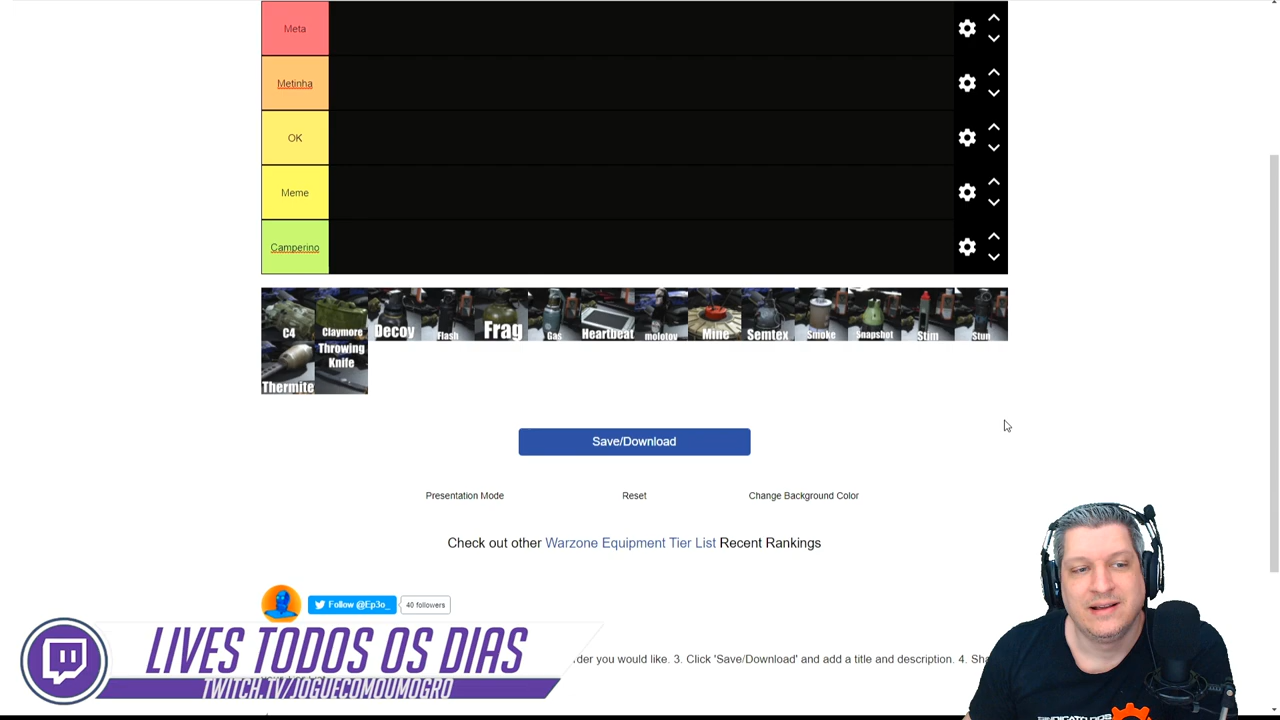 Meta
Metinha
OK
Meme
Camperino
C4
Claymore
Decoy
Flash
Frag
Gas
Heartbeat
molotov
Mine
Semtex
Smoke
Snapshot
Stim
Stun
Thermite
Throwing
Knife
Save/Download
Presentation Mode
Reset
Change Background Color
Check out other Warzone Equipment Tier List Recent Rankings
Follow @Ep3o_
40 followers
LIVES TODOS OS DIAS
order you would like. 3. Click 'Save/Download' and add a title and description. 4.
TWITCH.TV/JOGUECOMOUMOGRO